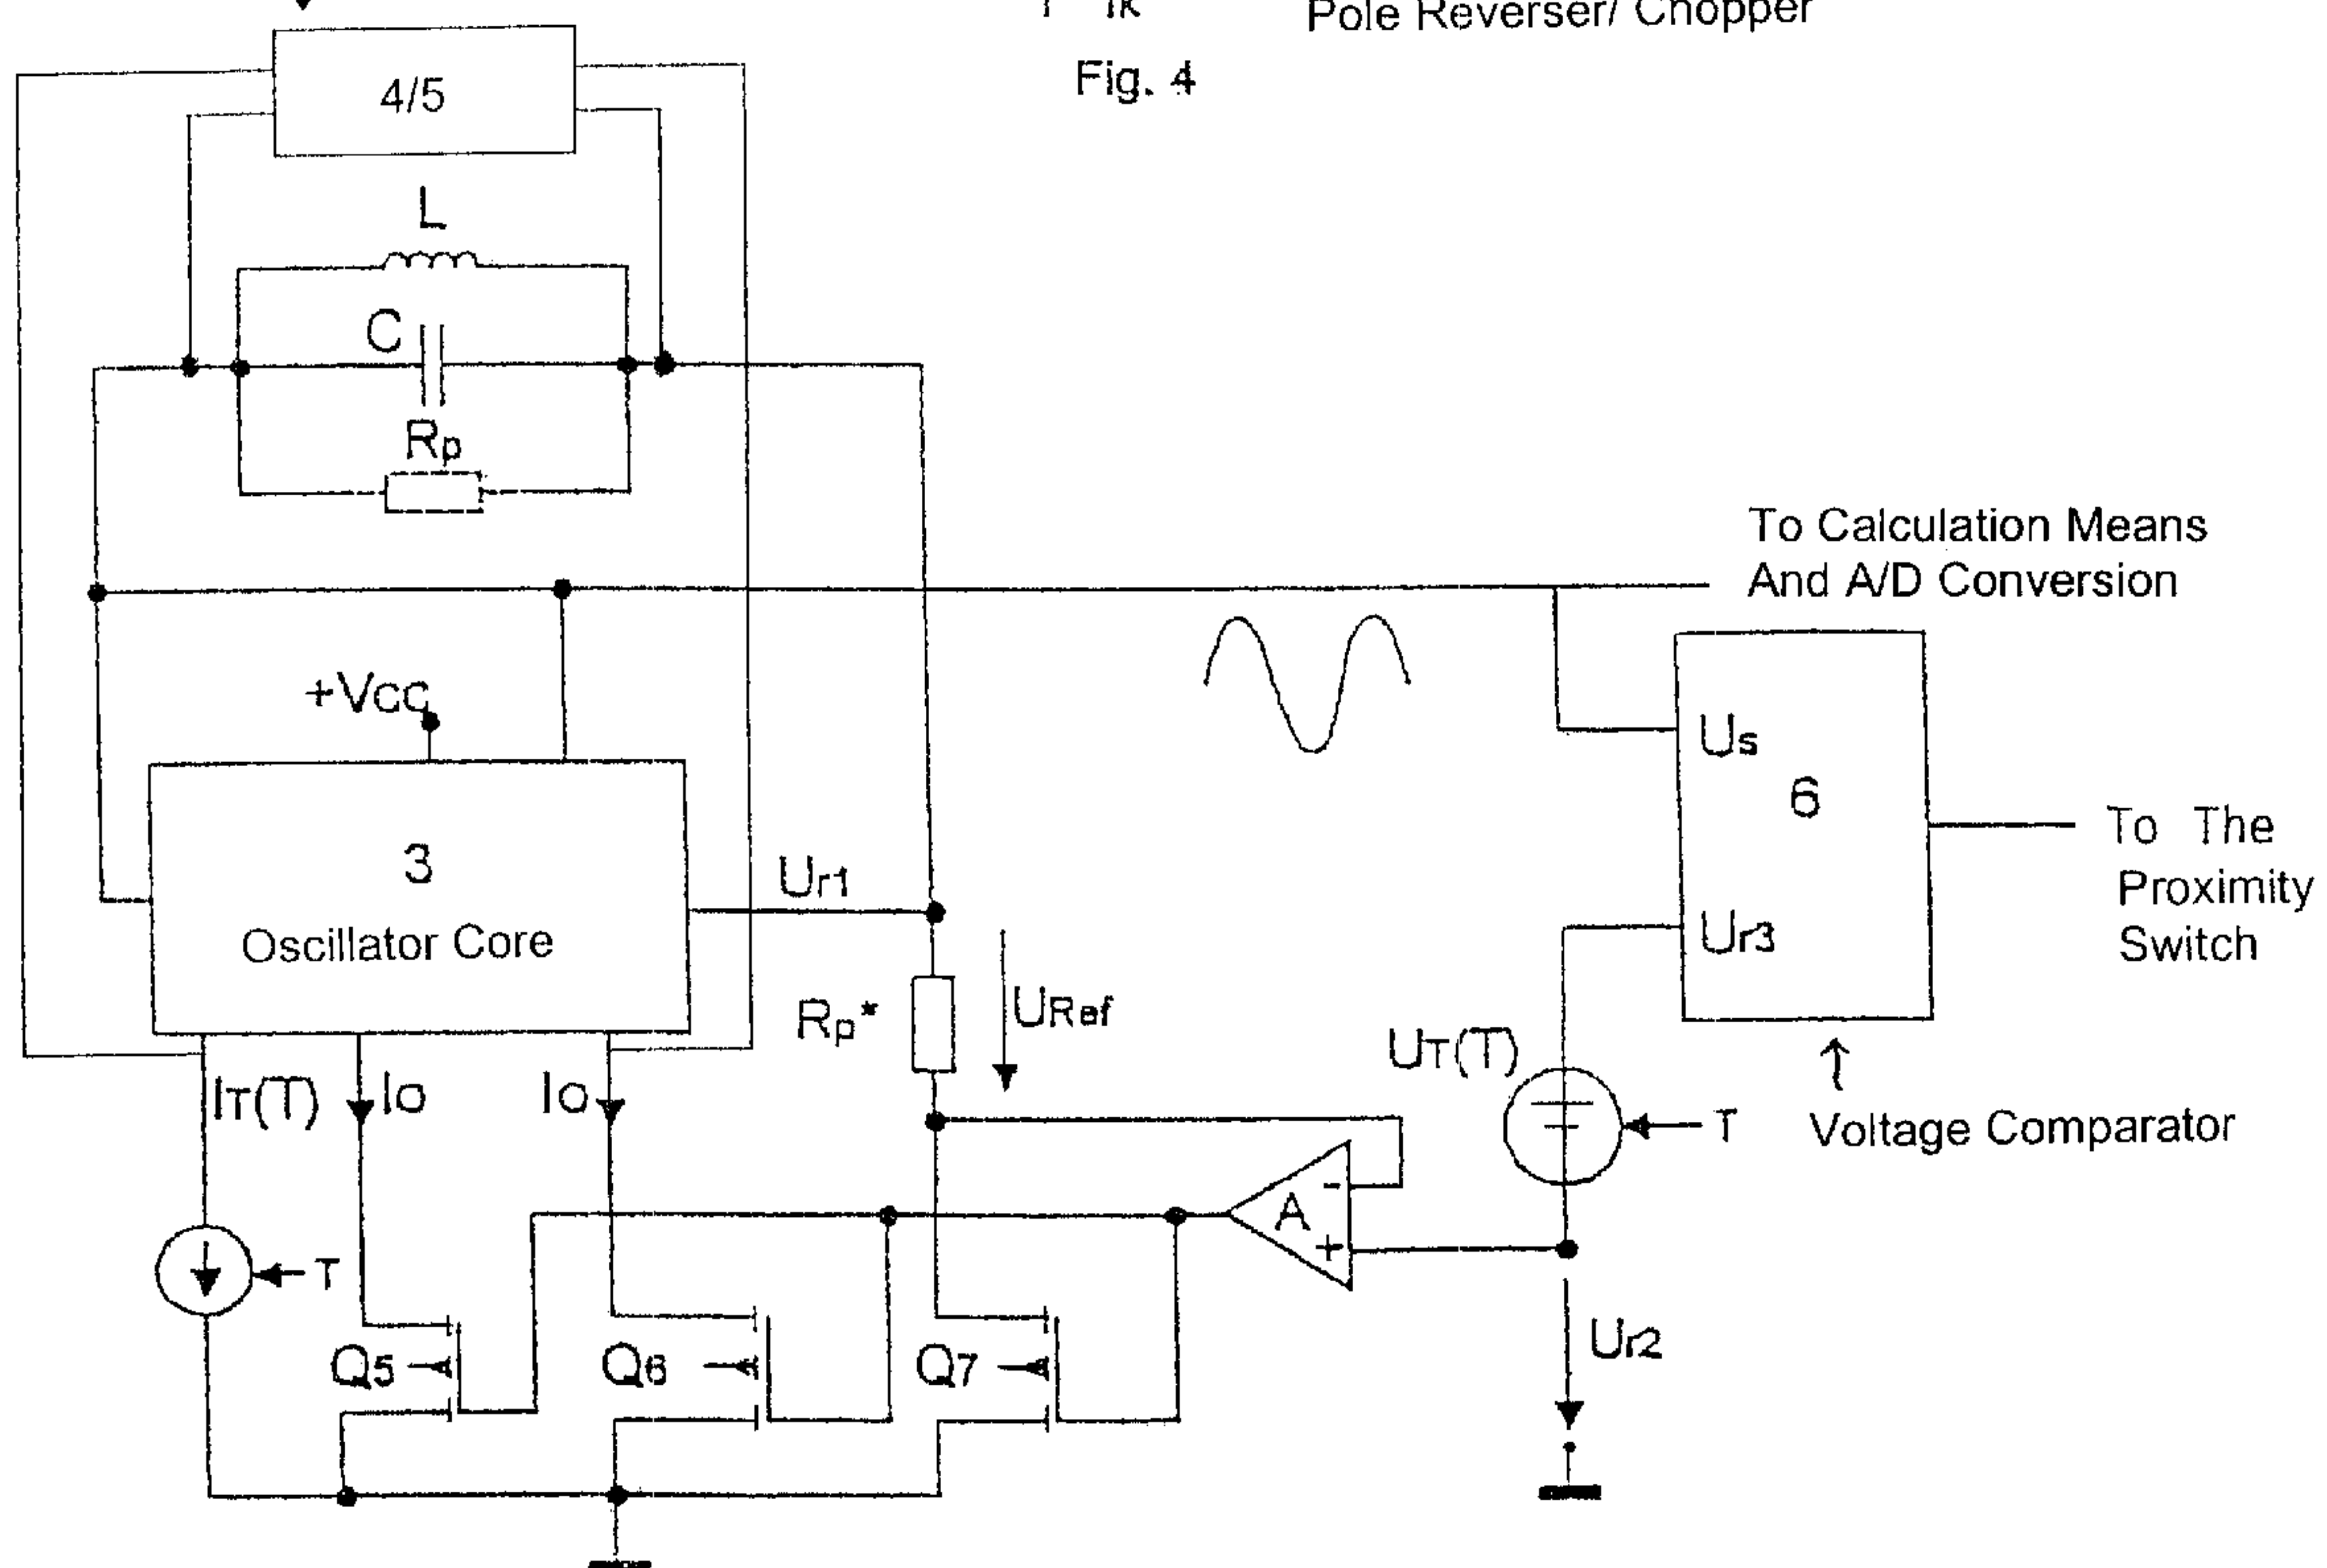 Pole Reverser/ Chopper
Fig. 4
4/5
L
C
Rp
To Calculation Means
And A/D Conversion
+Vcc
Us
6
3
Oscillator Core
Ur1
To The
Proximity
Switch
Ur3
Rp*
URef
UT(T)
IT(T)
Io
Io
T
Voltage Comparator
A
-
+
T
Ur2
Q5
Q6
Q7